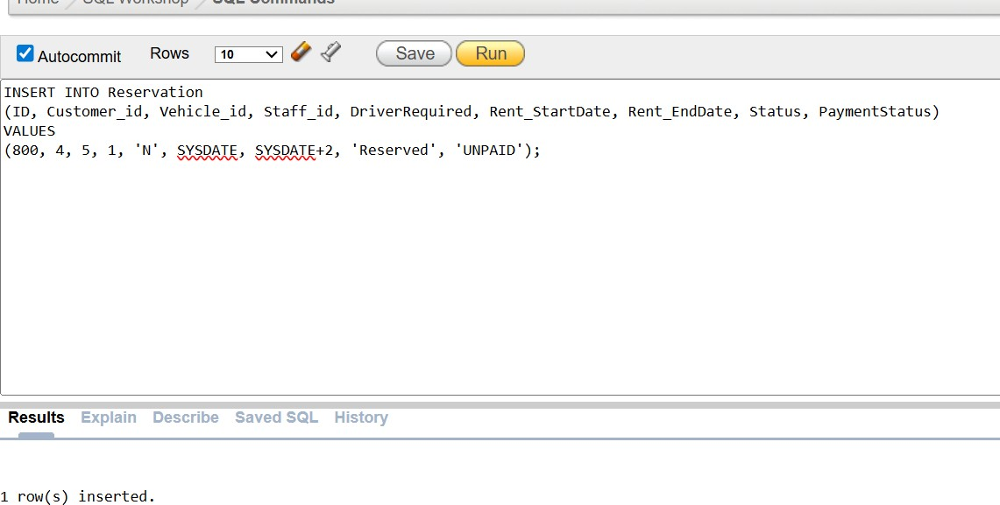 Home SQL Workshop SQL Commands
Autocommit Rows 10 Save Run
INSERT INTO Reservation
(ID, Customer_id, Vehicle_id, Staff_id, DriverRequired, Rent_StartDate, Rent_EndDate, Status, PaymentStatus)
VALUES
(800, 4, 5, 1, 'N', SYSDATE, SYSDATE+2, 'Reserved', 'UNPAID');
Results Explain Describe Saved SQL History
1 row(s) inserted.